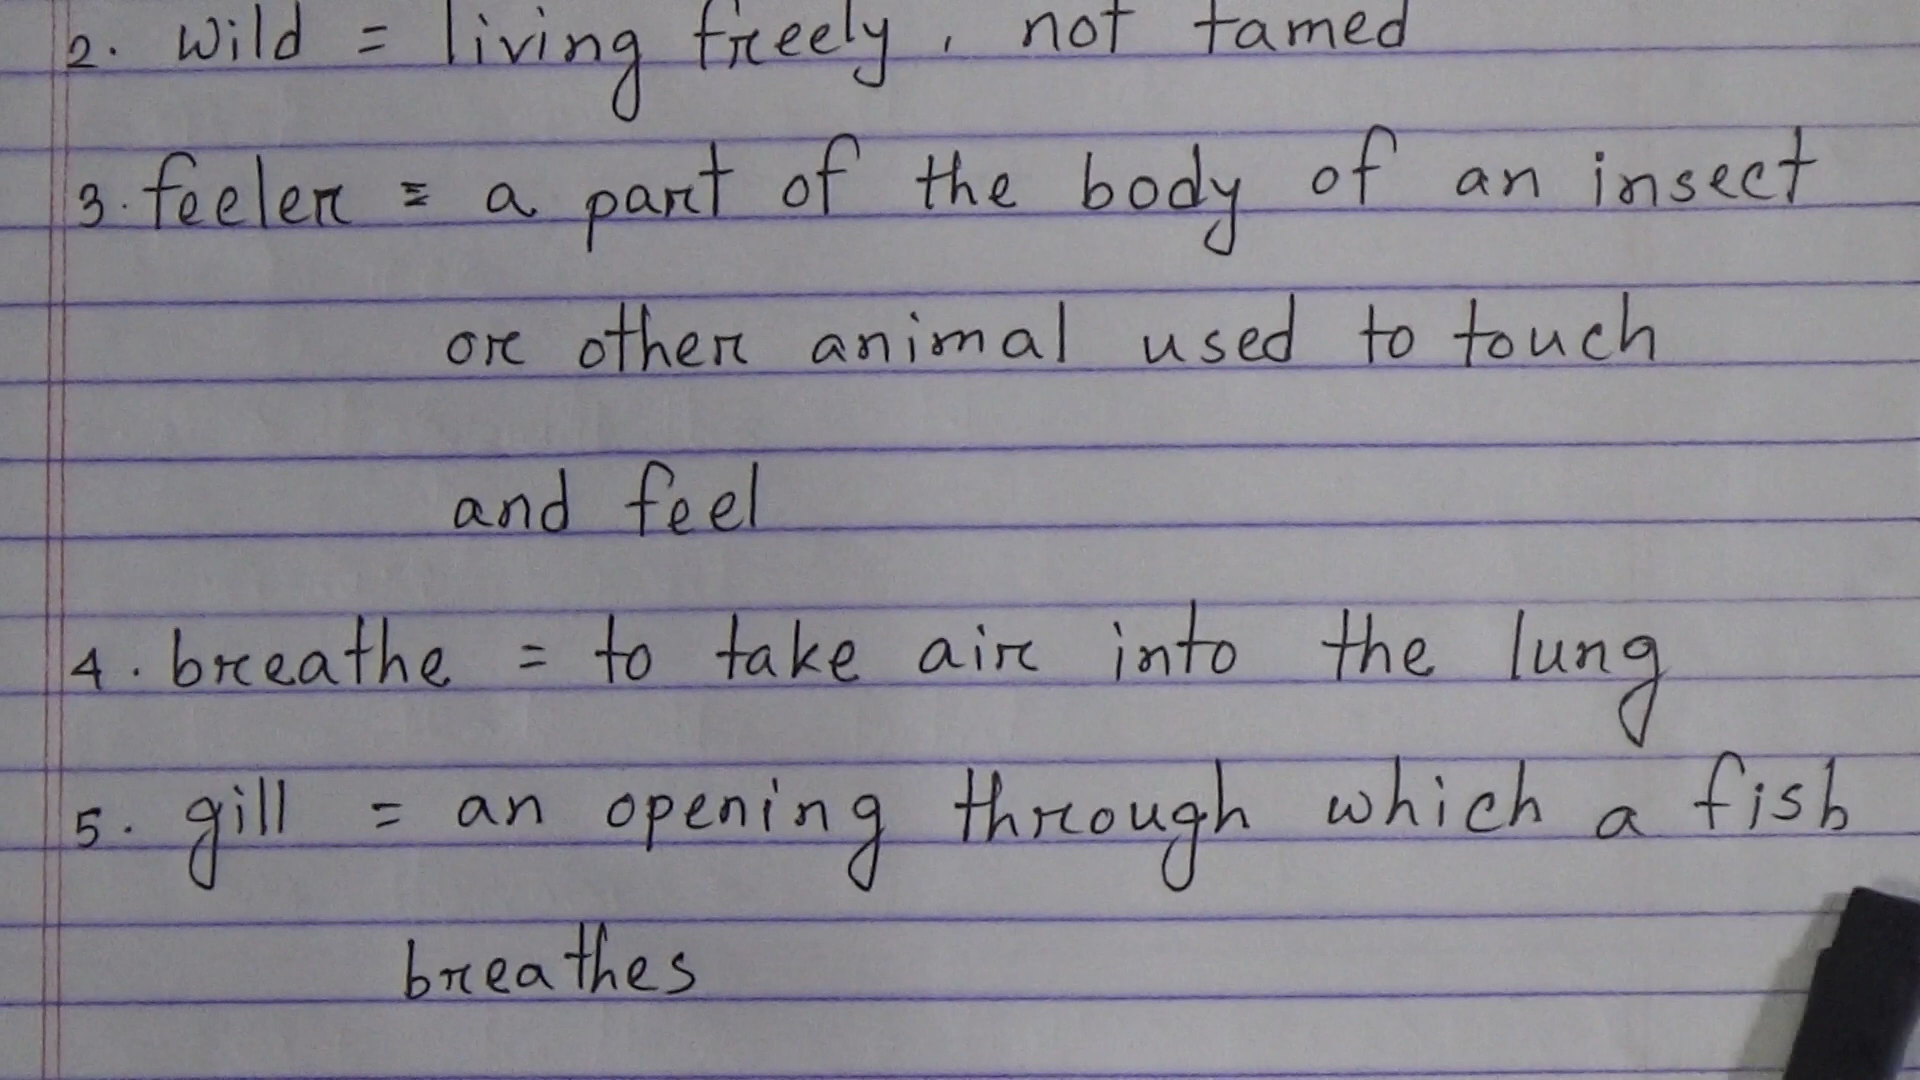 2. wild = living freely, not tamed
3. feeler = a part of the body of an insect
or other animal used to touch
and feel
4. breathe = to take air into the lung
5. gill = an opening through which a fish
breathes